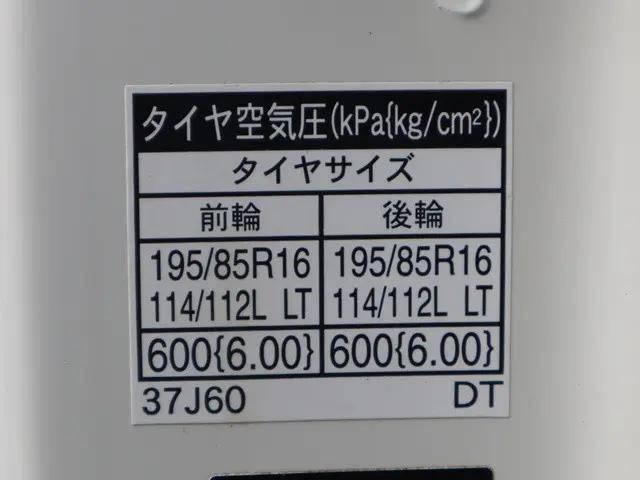 タイヤ空気圧(kPa{kg/cm²})
タイヤサイズ
前輪 後輪
195/85R16 195/85R16
114/112L LT 114/112L LT
600{6.00} 600{6.00}
37J60 DT